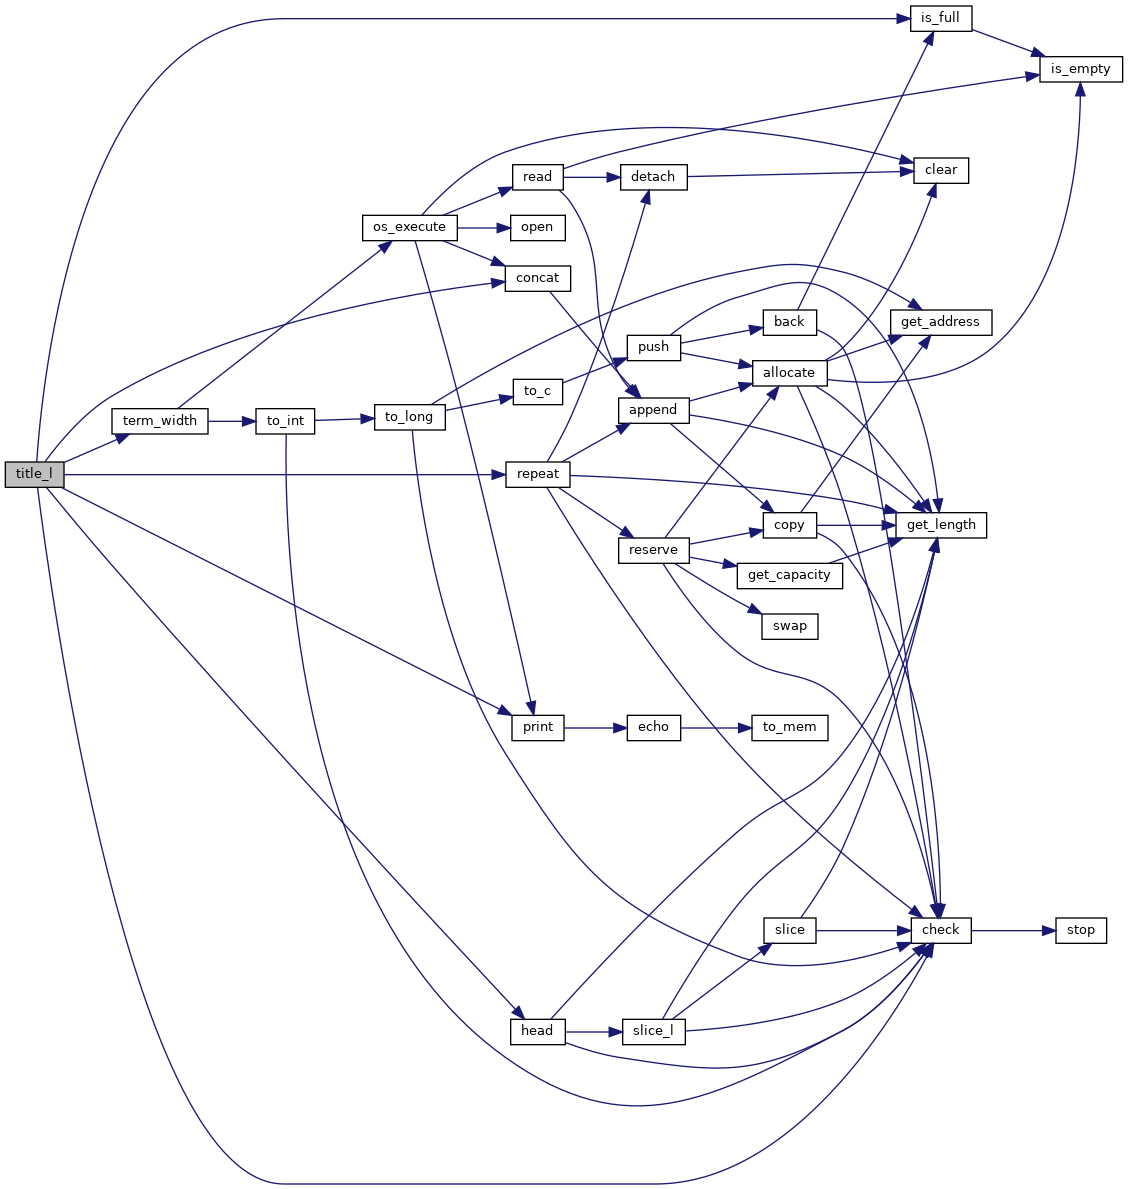 is_full
is_empty
read
detach
clear
os_execute
open
concat
get_address
back
push
allocate
to_c
append
term_width
to_int
to_long
title_l
repeat
copy
get_length
reserve
get_capacity
swap
print
echo
to_mem
slice
check
stop
head
slice_l